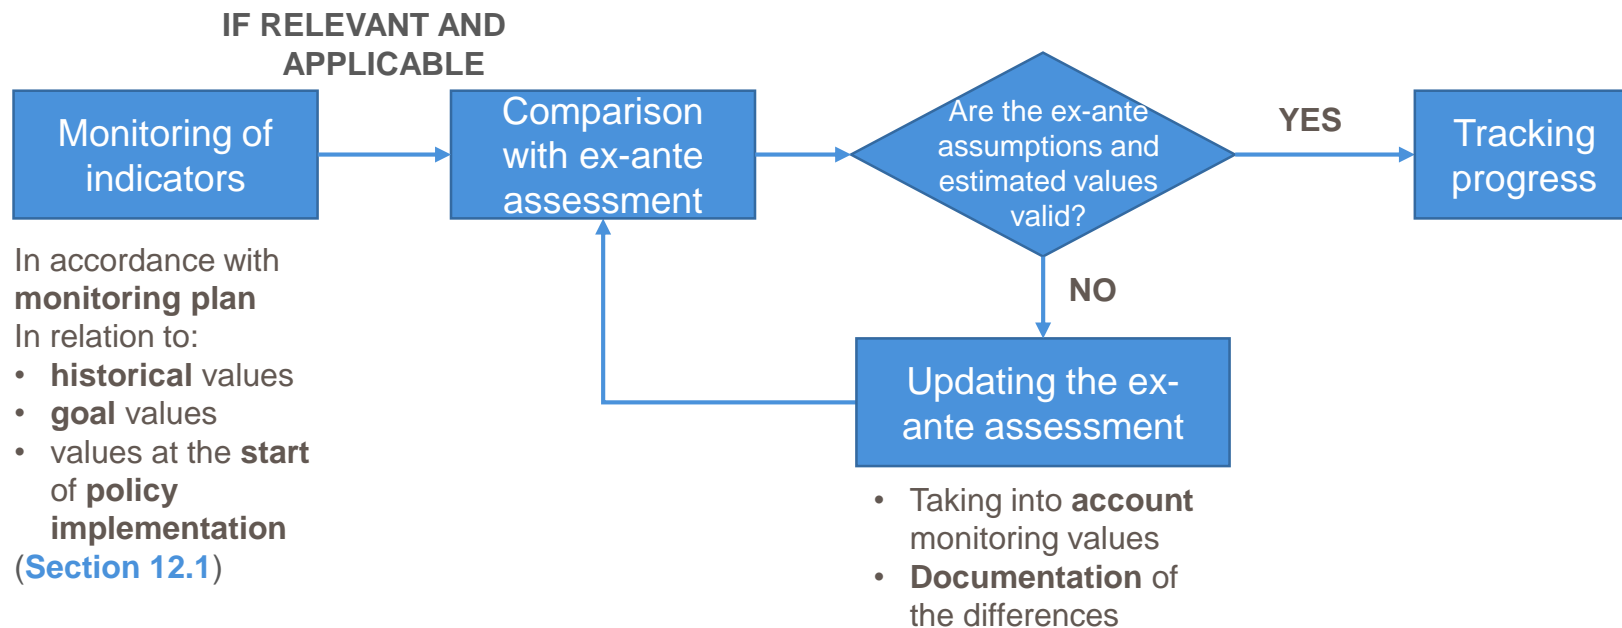 IF RELEVANT AND
APPLICABLE
Monitoring of
indicators
Comparison
with ex-ante
assessment
Are the ex-ante
assumptions and
estimated values
valid?
YES
Tracking
progress
In accordance with
monitoring plan
In relation to:
• historical values
• goal values
• values at the start
of policy
implementation
(Section 12.1)
NO
Updating the ex-
ante assessment
• Taking into account
monitoring values
• Documentation of
the differences